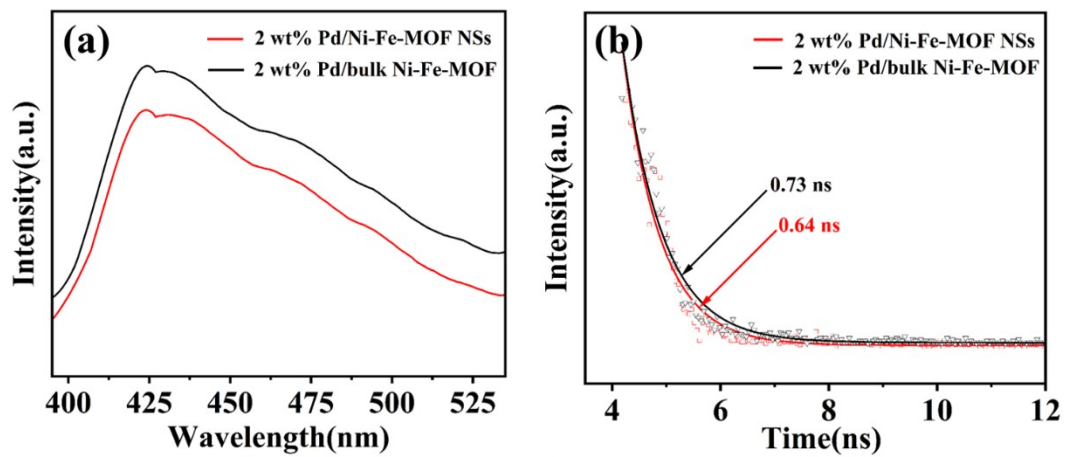 (a)
2 wt% Pd/Ni-Fe-MOF NSs
2 wt% Pd/bulk Ni-Fe-MOF
Intensity(a.u.)
400 425 450 475 500 525
Wavelength(nm)
(b)
2 wt% Pd/Ni-Fe-MOF NSs
2 wt% Pd/bulk Ni-Fe-MOF
0.73 ns
0.64 ns
Intensity(a.u.)
4 6 8 10 12
Time(ns)